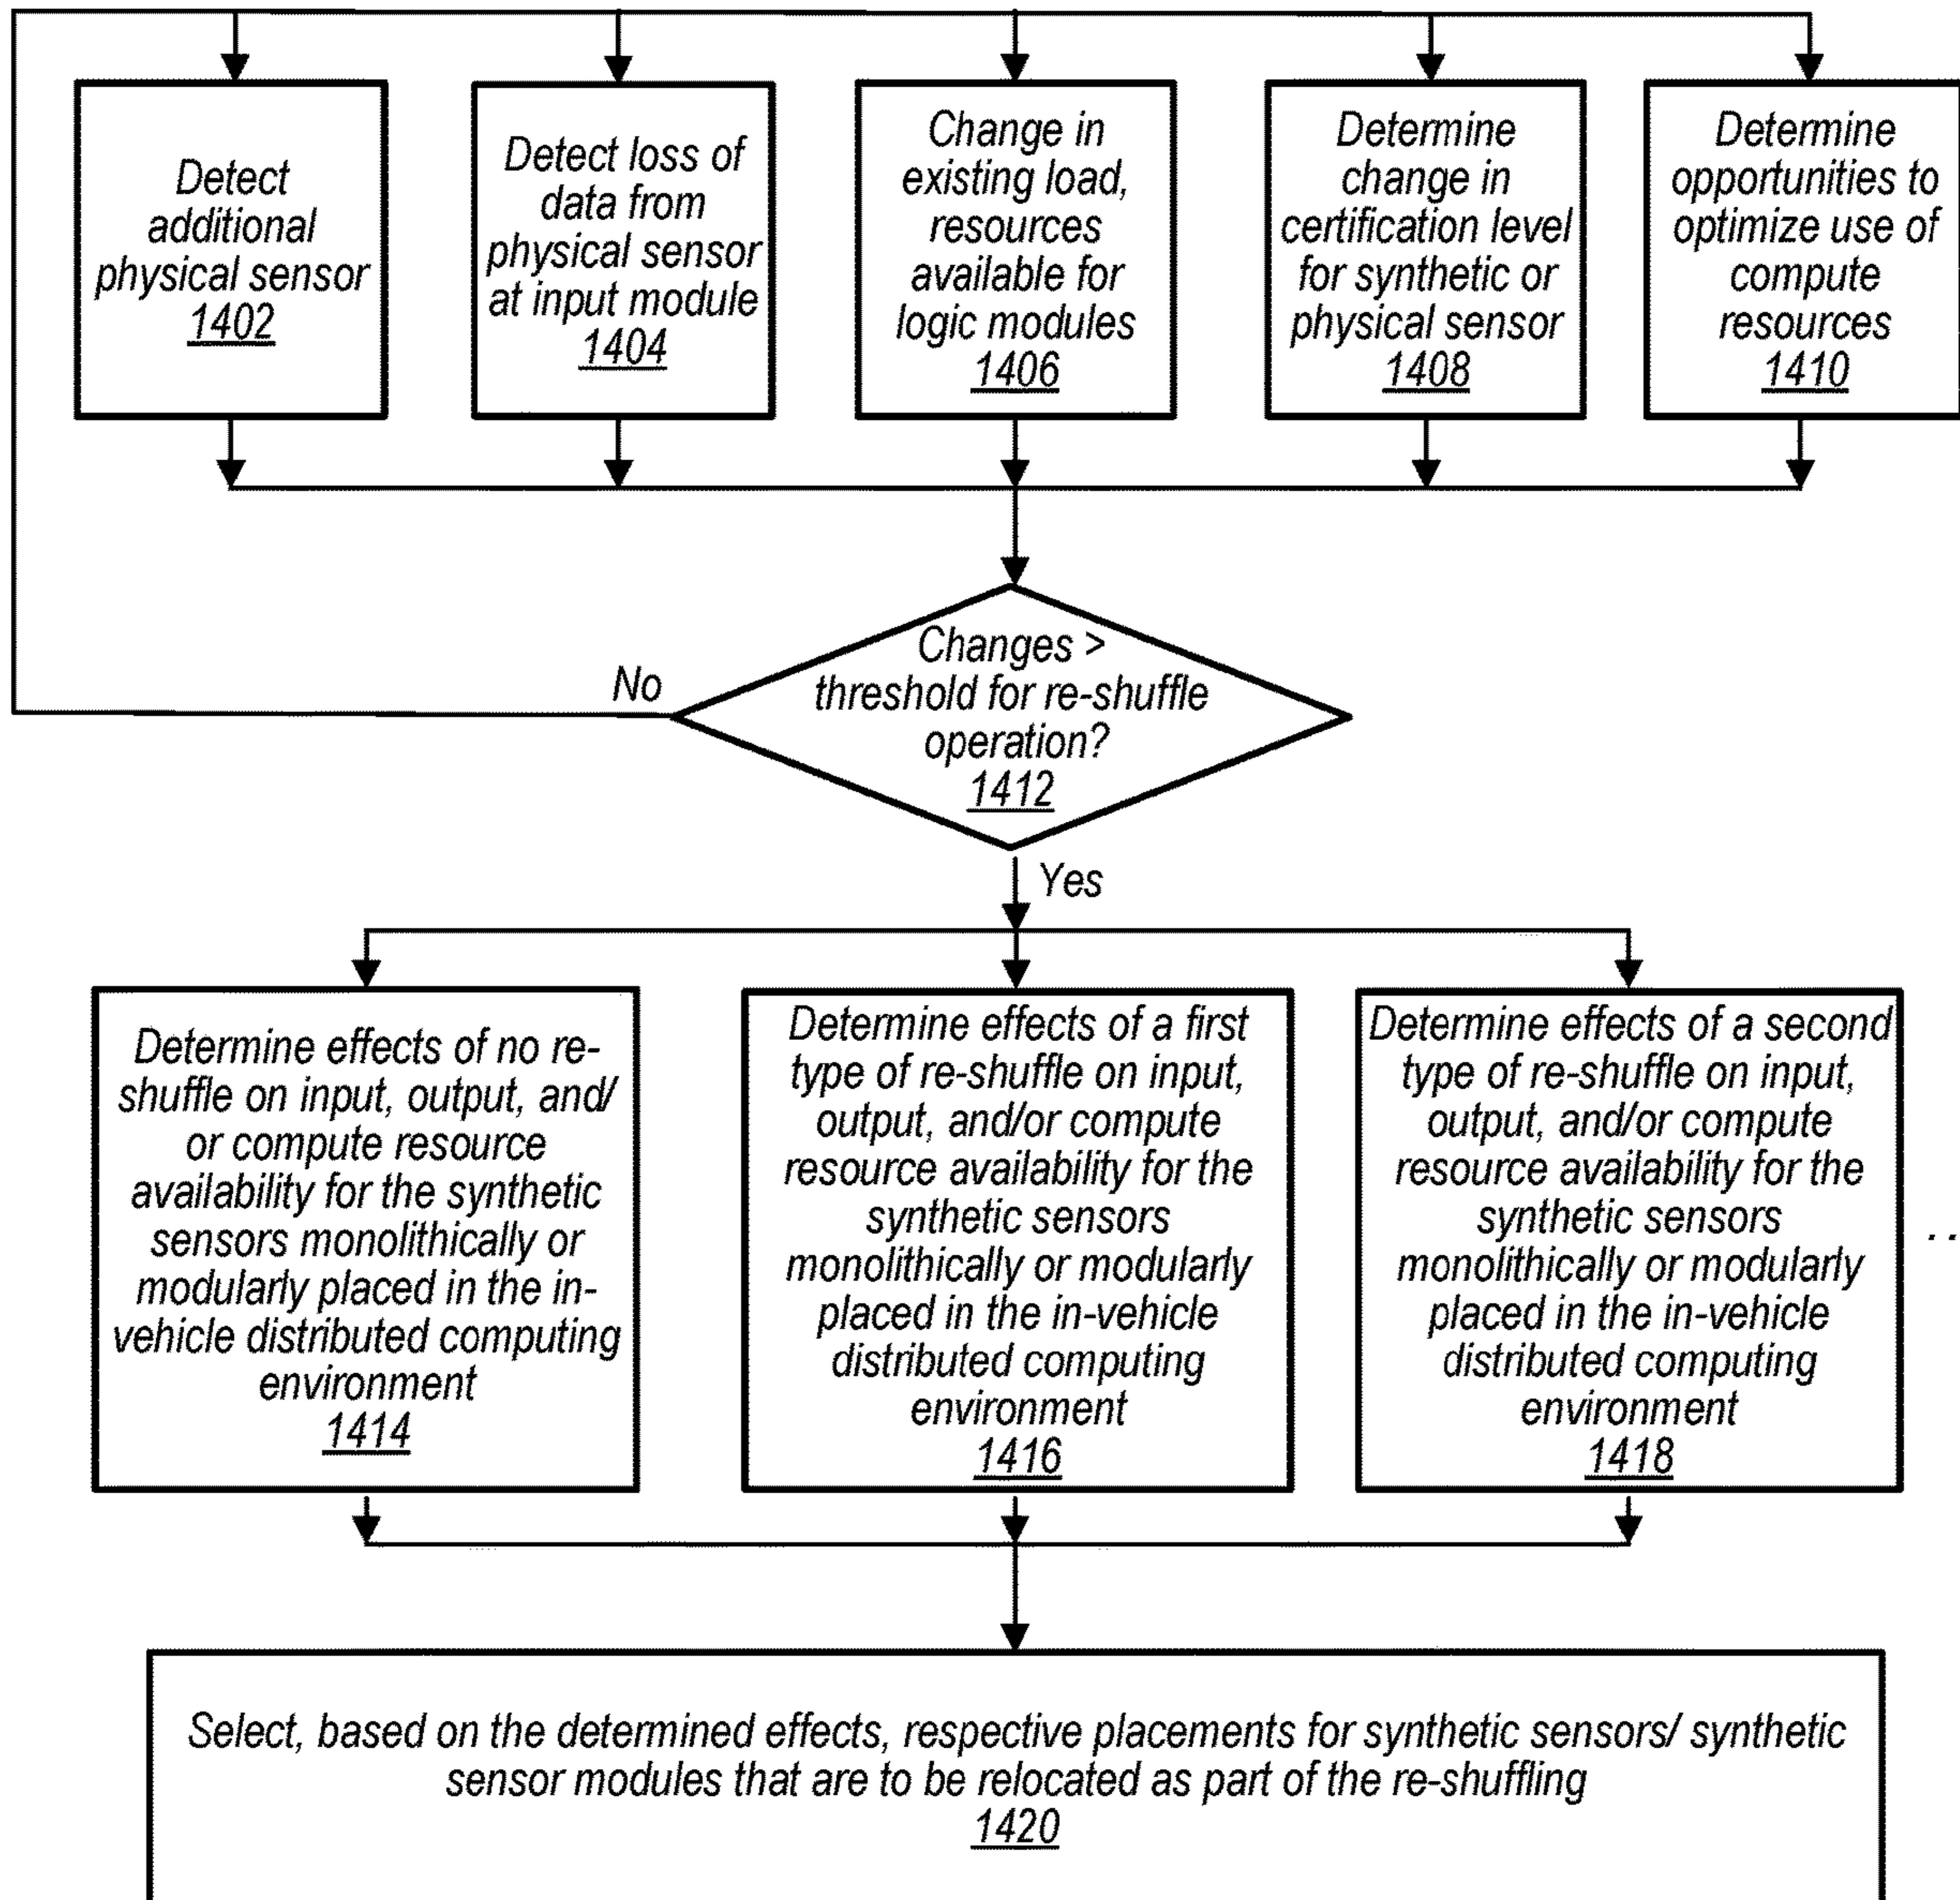 Detect
additional
physical sensor
1402
Detect loss of
data from
physical sensor
at input module
1404
Change in
existing load,
resources
available for
logic modules
1406
Determine
change in
certification level
for synthetic or
physical sensor
1408
Determine
opportunities to
optimize use of
compute
resources
1410
Changes >
threshold for re-shuffle
operation?
1412
No
Yes
Determine effects of no re-
shuffle on input, output, and/
or compute resource
availability for the synthetic
sensors monolithically or
modularly placed in the in-
vehicle distributed computing
environment
1414
Determine effects of a first
type of re-shuffle on input,
output, and/or compute
resource availability for the
synthetic sensors
monolithically or modularly
placed in the in-vehicle
distributed computing
environment
1416
Determine effects of a second
type of re-shuffle on input,
output, and/or compute
resource availability for the
synthetic sensors
monolithically or modularly
placed in the in-vehicle
distributed computing
environment
1418
. .
Select, based on the determined effects, respective placements for synthetic sensors/ synthetic
sensor modules that are to be relocated as part of the re-shuffling
1420